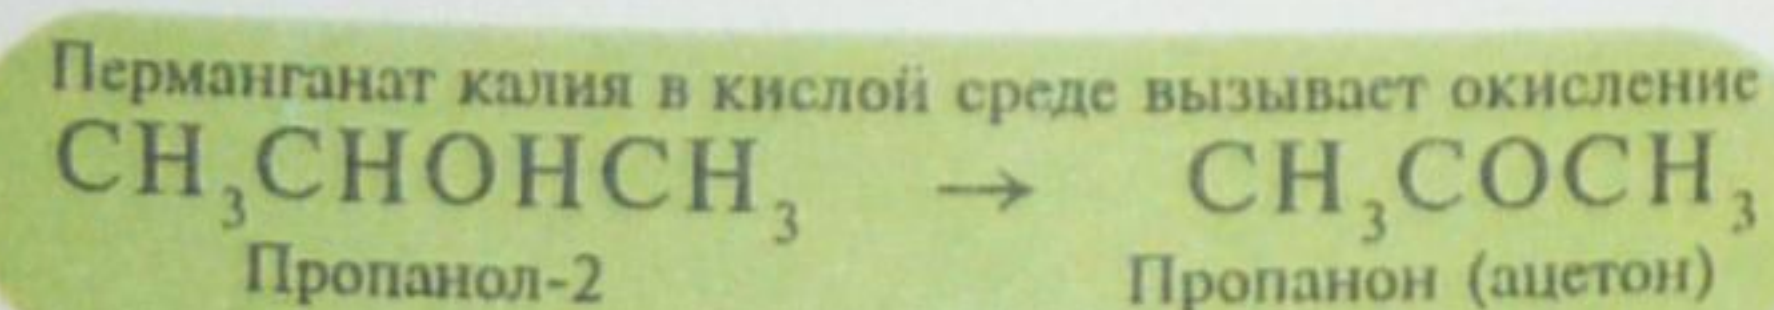 Перманганат калия в кислой среде вызывает окисление
CH₃CHOHCH₃ → CH₃COCH₃
Пропанол-2 Пропанон (ацетон)